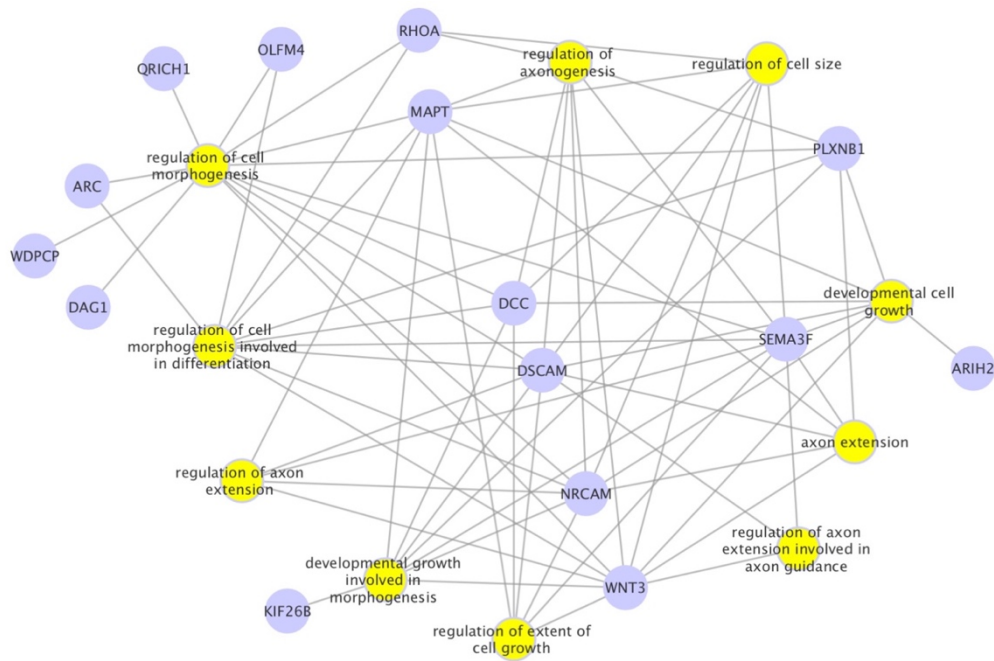 RHOA
OLFM4
QRICH1
regulation of
axonogenesis
regulation of cell size
MAPT
PLXNB1
regulation of cell
morphogenesis
ARC
WDPCP
DAG1
DCC
developmental cell
growth
regulation of cell
morphogenesis involved
in differentiation
SEMA3F
DSCAM
ARIH2
axon extension
regulation of axon
extension
NRCAM
regulation of axon
extension involved in
axon guidance
developmental growth
involved in
morphogenesis
WNT3
KIF26B
regulation of extent of
cell growth